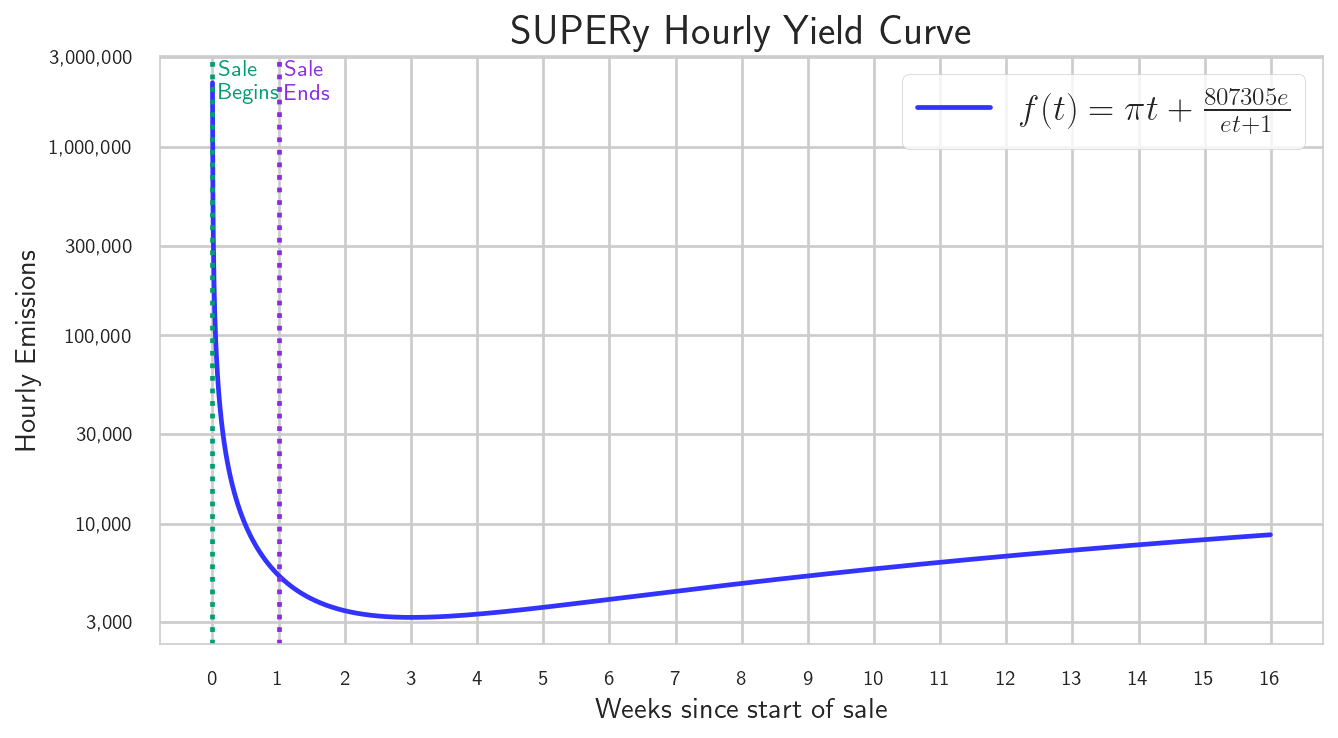 SUPERy Hourly Yield Curve
3,000,000
1,000,000
300,000
100,000
30,000
10,000
3,000
Hourly Emissions
Sale
Begins
Sale
Ends
f(t) = πt + 807305e/et+1
0 1 2 3 4 5 6 7 8 9 10 11 12 13 14 15 16
Weeks since start of sale